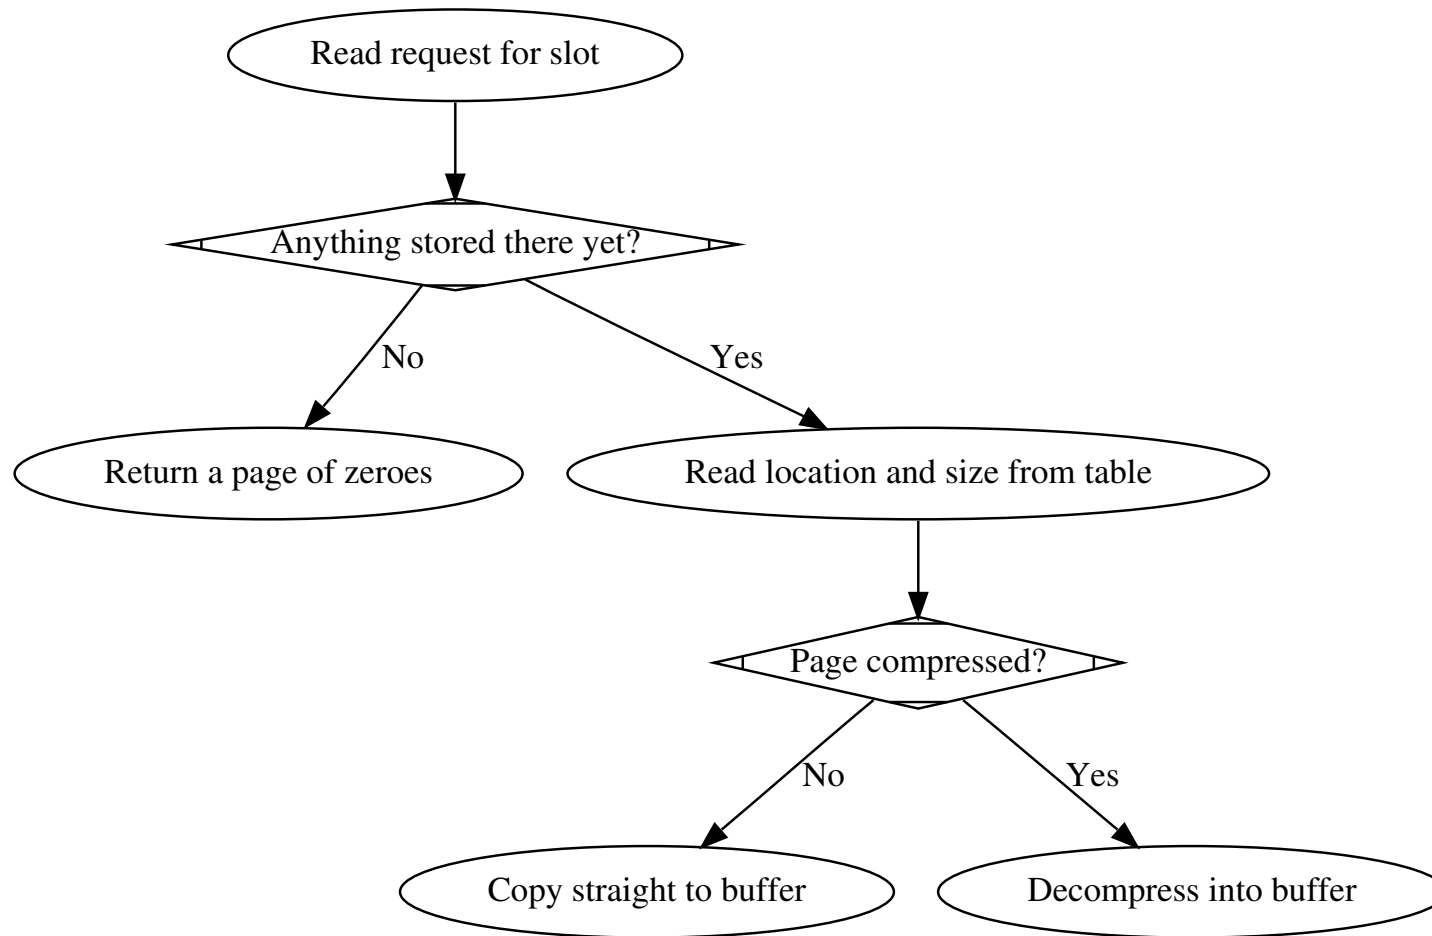 Read request for slot
Anything stored there yet?
No
Yes
Return a page of zeroes
Read location and size from table
Page compressed?
No
Yes
Copy straight to buffer
Decompress into buffer